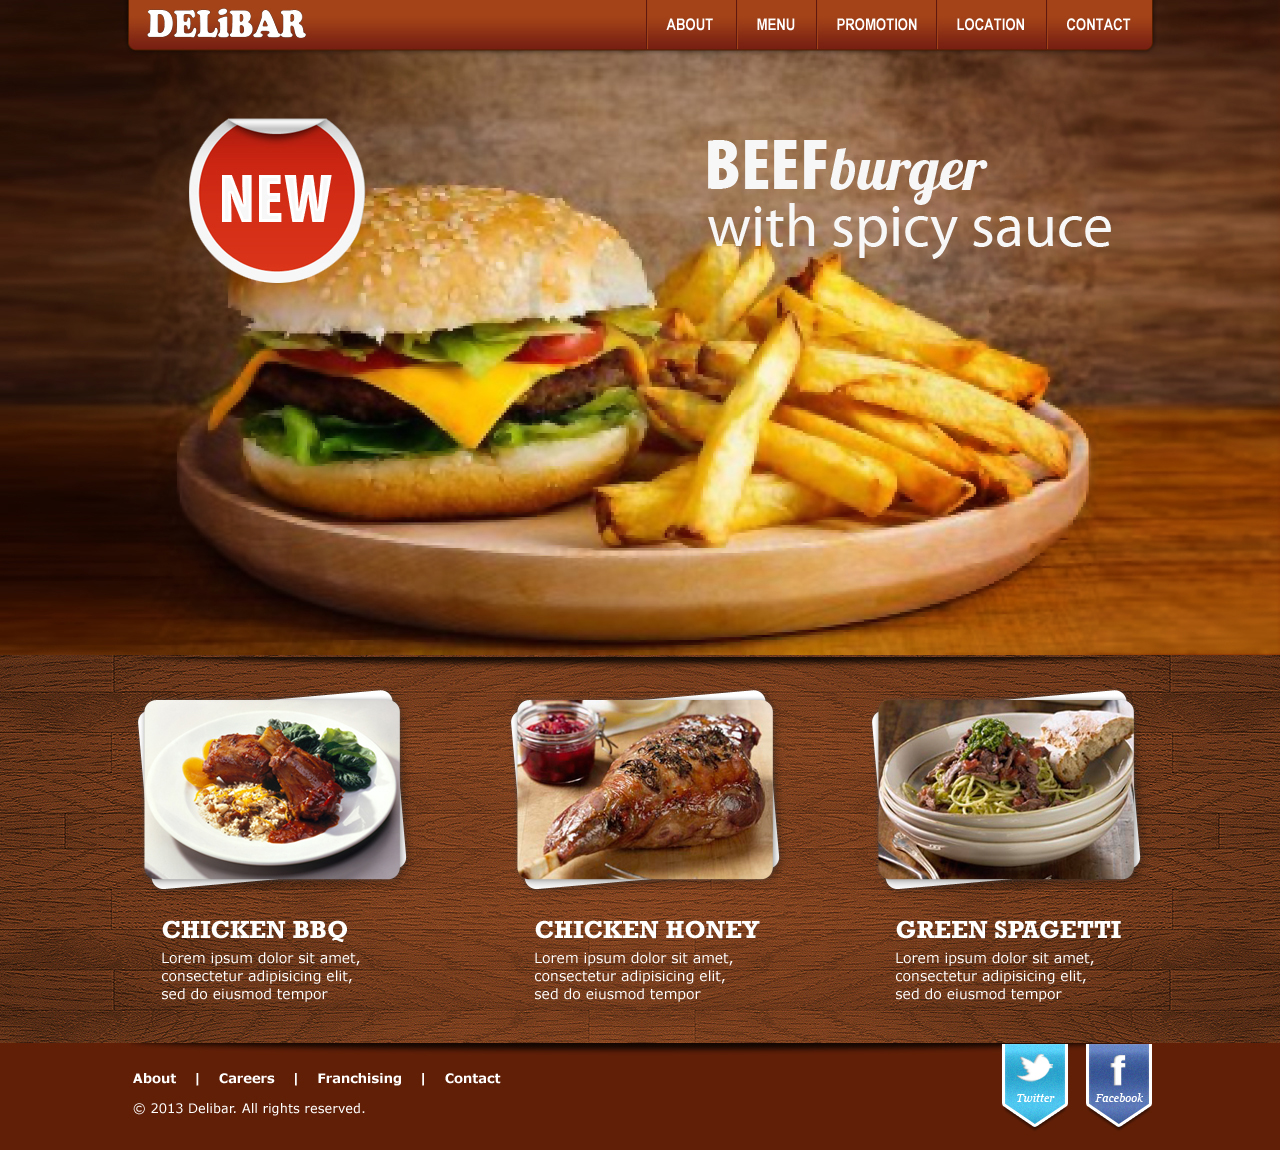 DELiBAR
ABOUT
MENU
PROMOTION
LOCATION
CONTACT
NEW
BEEFburger
with spicy sauce
CHICKEN BBQ
Lorem ipsum dolor sit amet,
consectetur adipisicing elit,
sed do eiusmod tempor
CHICKEN HONEY
Lorem ipsum dolor sit amet,
consectetur adipisicing elit,
sed do eiusmod tempor
GREEN SPAGETTI
Lorem ipsum dolor sit amet,
consectetur adipisicing elit,
sed do eiusmod tempor
About | Careers | Franchising | Contact
© 2013 Delibar. All rights reserved.
Twitter
f
Facebook